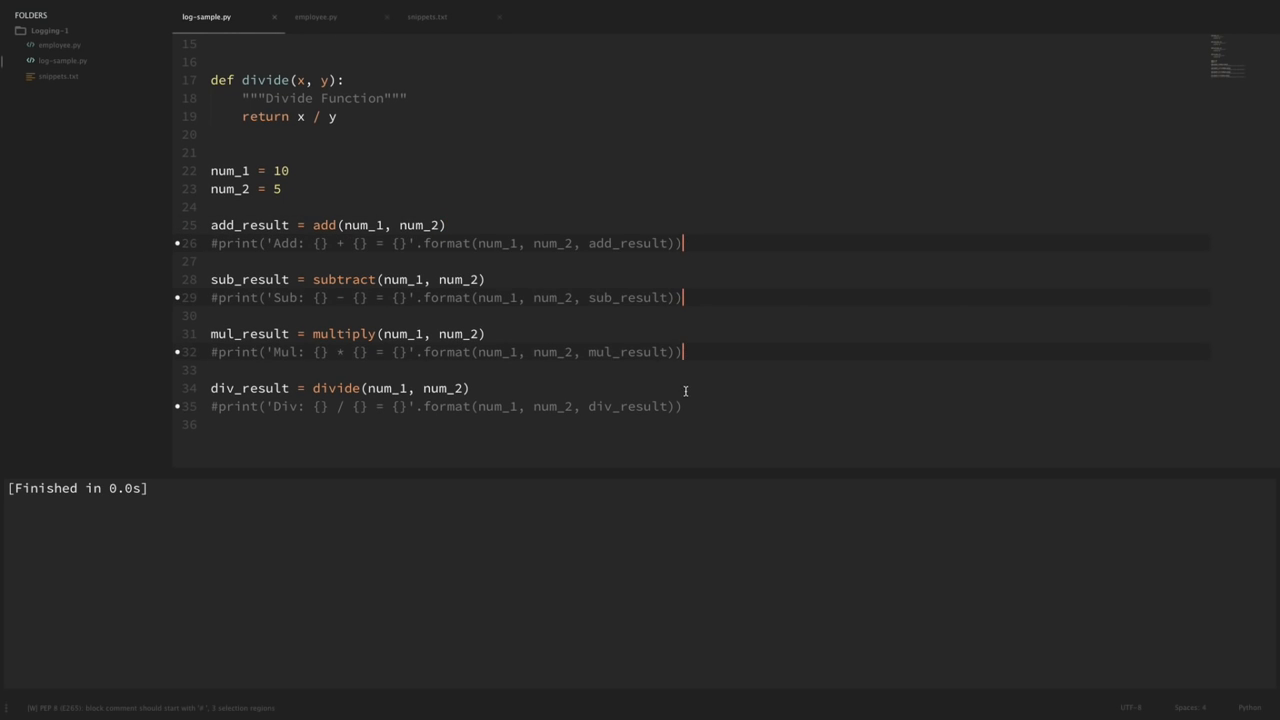 FOLDERS
Logging-1
employee.py
log-sample.py
snippets.txt
log-sample.py × employee.py × snippets.txt ×
15
16
17 def divide(x, y):
18     """Divide Function"""
19     return x / y
20
21
22 num_1 = 10
23 num_2 = 5
24
25 add_result = add(num_1, num_2)
26 #print('Add: {} + {} = {}'.format(num_1, num_2, add_result))
27
28 sub_result = subtract(num_1, num_2)
29 #print('Sub: {} - {} = {}'.format(num_1, num_2, sub_result))
30
31 mul_result = multiply(num_1, num_2)
32 #print('Mul: {} * {} = {}'.format(num_1, num_2, mul_result))
33
34 div_result = divide(num_1, num_2)
35 #print('Div: {} / {} = {}'.format(num_1, num_2, div_result))
36
[Finished in 0.0s]
[W] PEP 8 (E265): block comment should start with '# ', 3 selection regions
UTF-8 Spaces: 4 Python